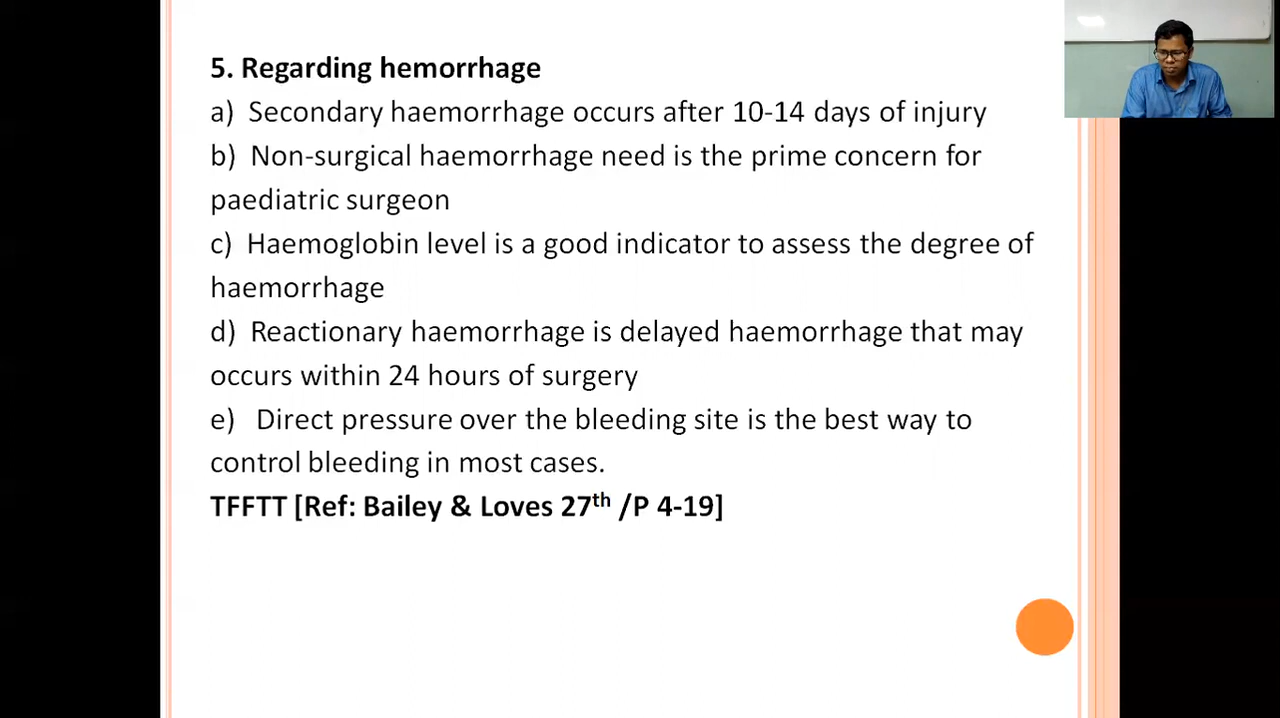 5. Regarding hemorrhage
a) Secondary haemorrhage occurs after 10-14 days of injury
b) Non-surgical haemorrhage need is the prime concern for
paediatric surgeon
c) Haemoglobin level is a good indicator to assess the degree of
haemorrhage
d) Reactionary haemorrhage is delayed haemorrhage that may
occurs within 24 hours of surgery
e) Direct pressure over the bleeding site is the best way to
control bleeding in most cases.
TFFTT [Ref: Bailey & Loves 27th /P 4-19]